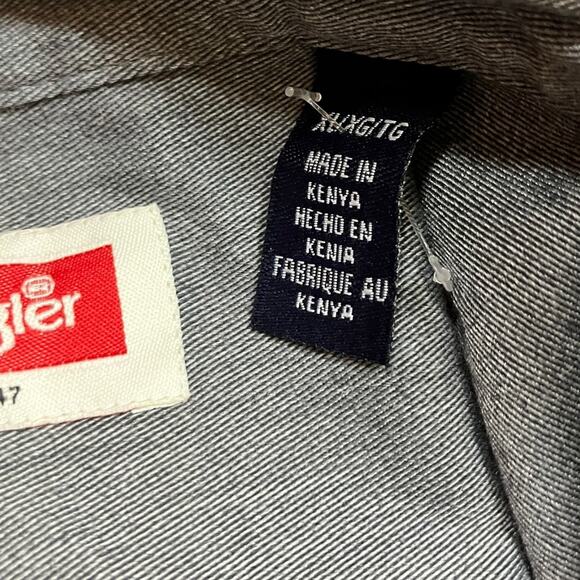 XL/XG/TG
MADE IN
KENYA
HECHO EN
KENIA
FABRIQUE AU
KENYA
gler
47